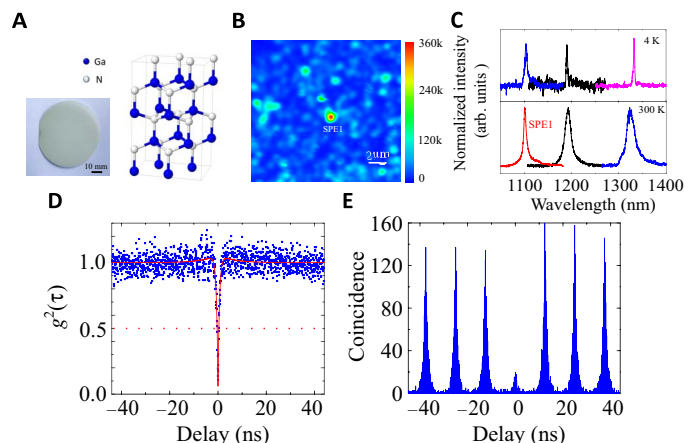 A
Ga
N
10 mm
B
SPE1
2 μm
360k
240k
120k
0
C
Normalized intensity
(arb. units)
4 K
300 K
SPE1
1100 1200 1300 1400
Wavelength (nm)
D
g²(τ)
1.0
0.5
0.0
−40 −20 0 20 40
Delay (ns)
E
Coincidence
160
120
80
40
0
−40 −20 0 20 40
Delay (ns)